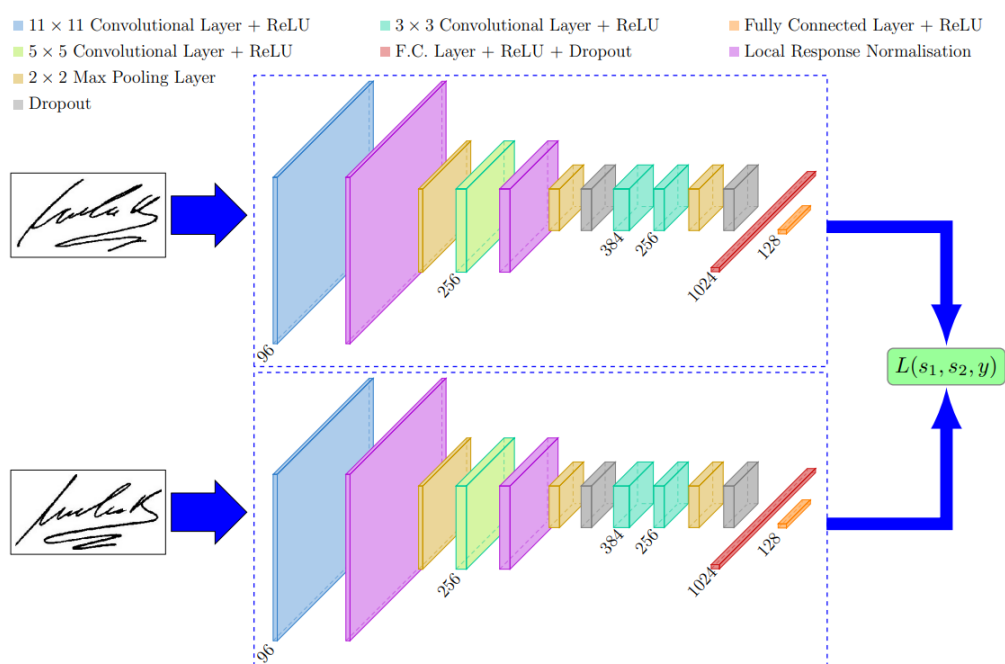 11 × 11 Convolutional Layer + ReLU
5 × 5 Convolutional Layer + ReLU
2 × 2 Max Pooling Layer
Dropout
3 × 3 Convolutional Layer + ReLU
F.C. Layer + ReLU + Dropout
Fully Connected Layer + ReLU
Local Response Normalisation
96
256
384
256
1024
128
L(s₁, s₂, y)
96
256
384
256
1024
128